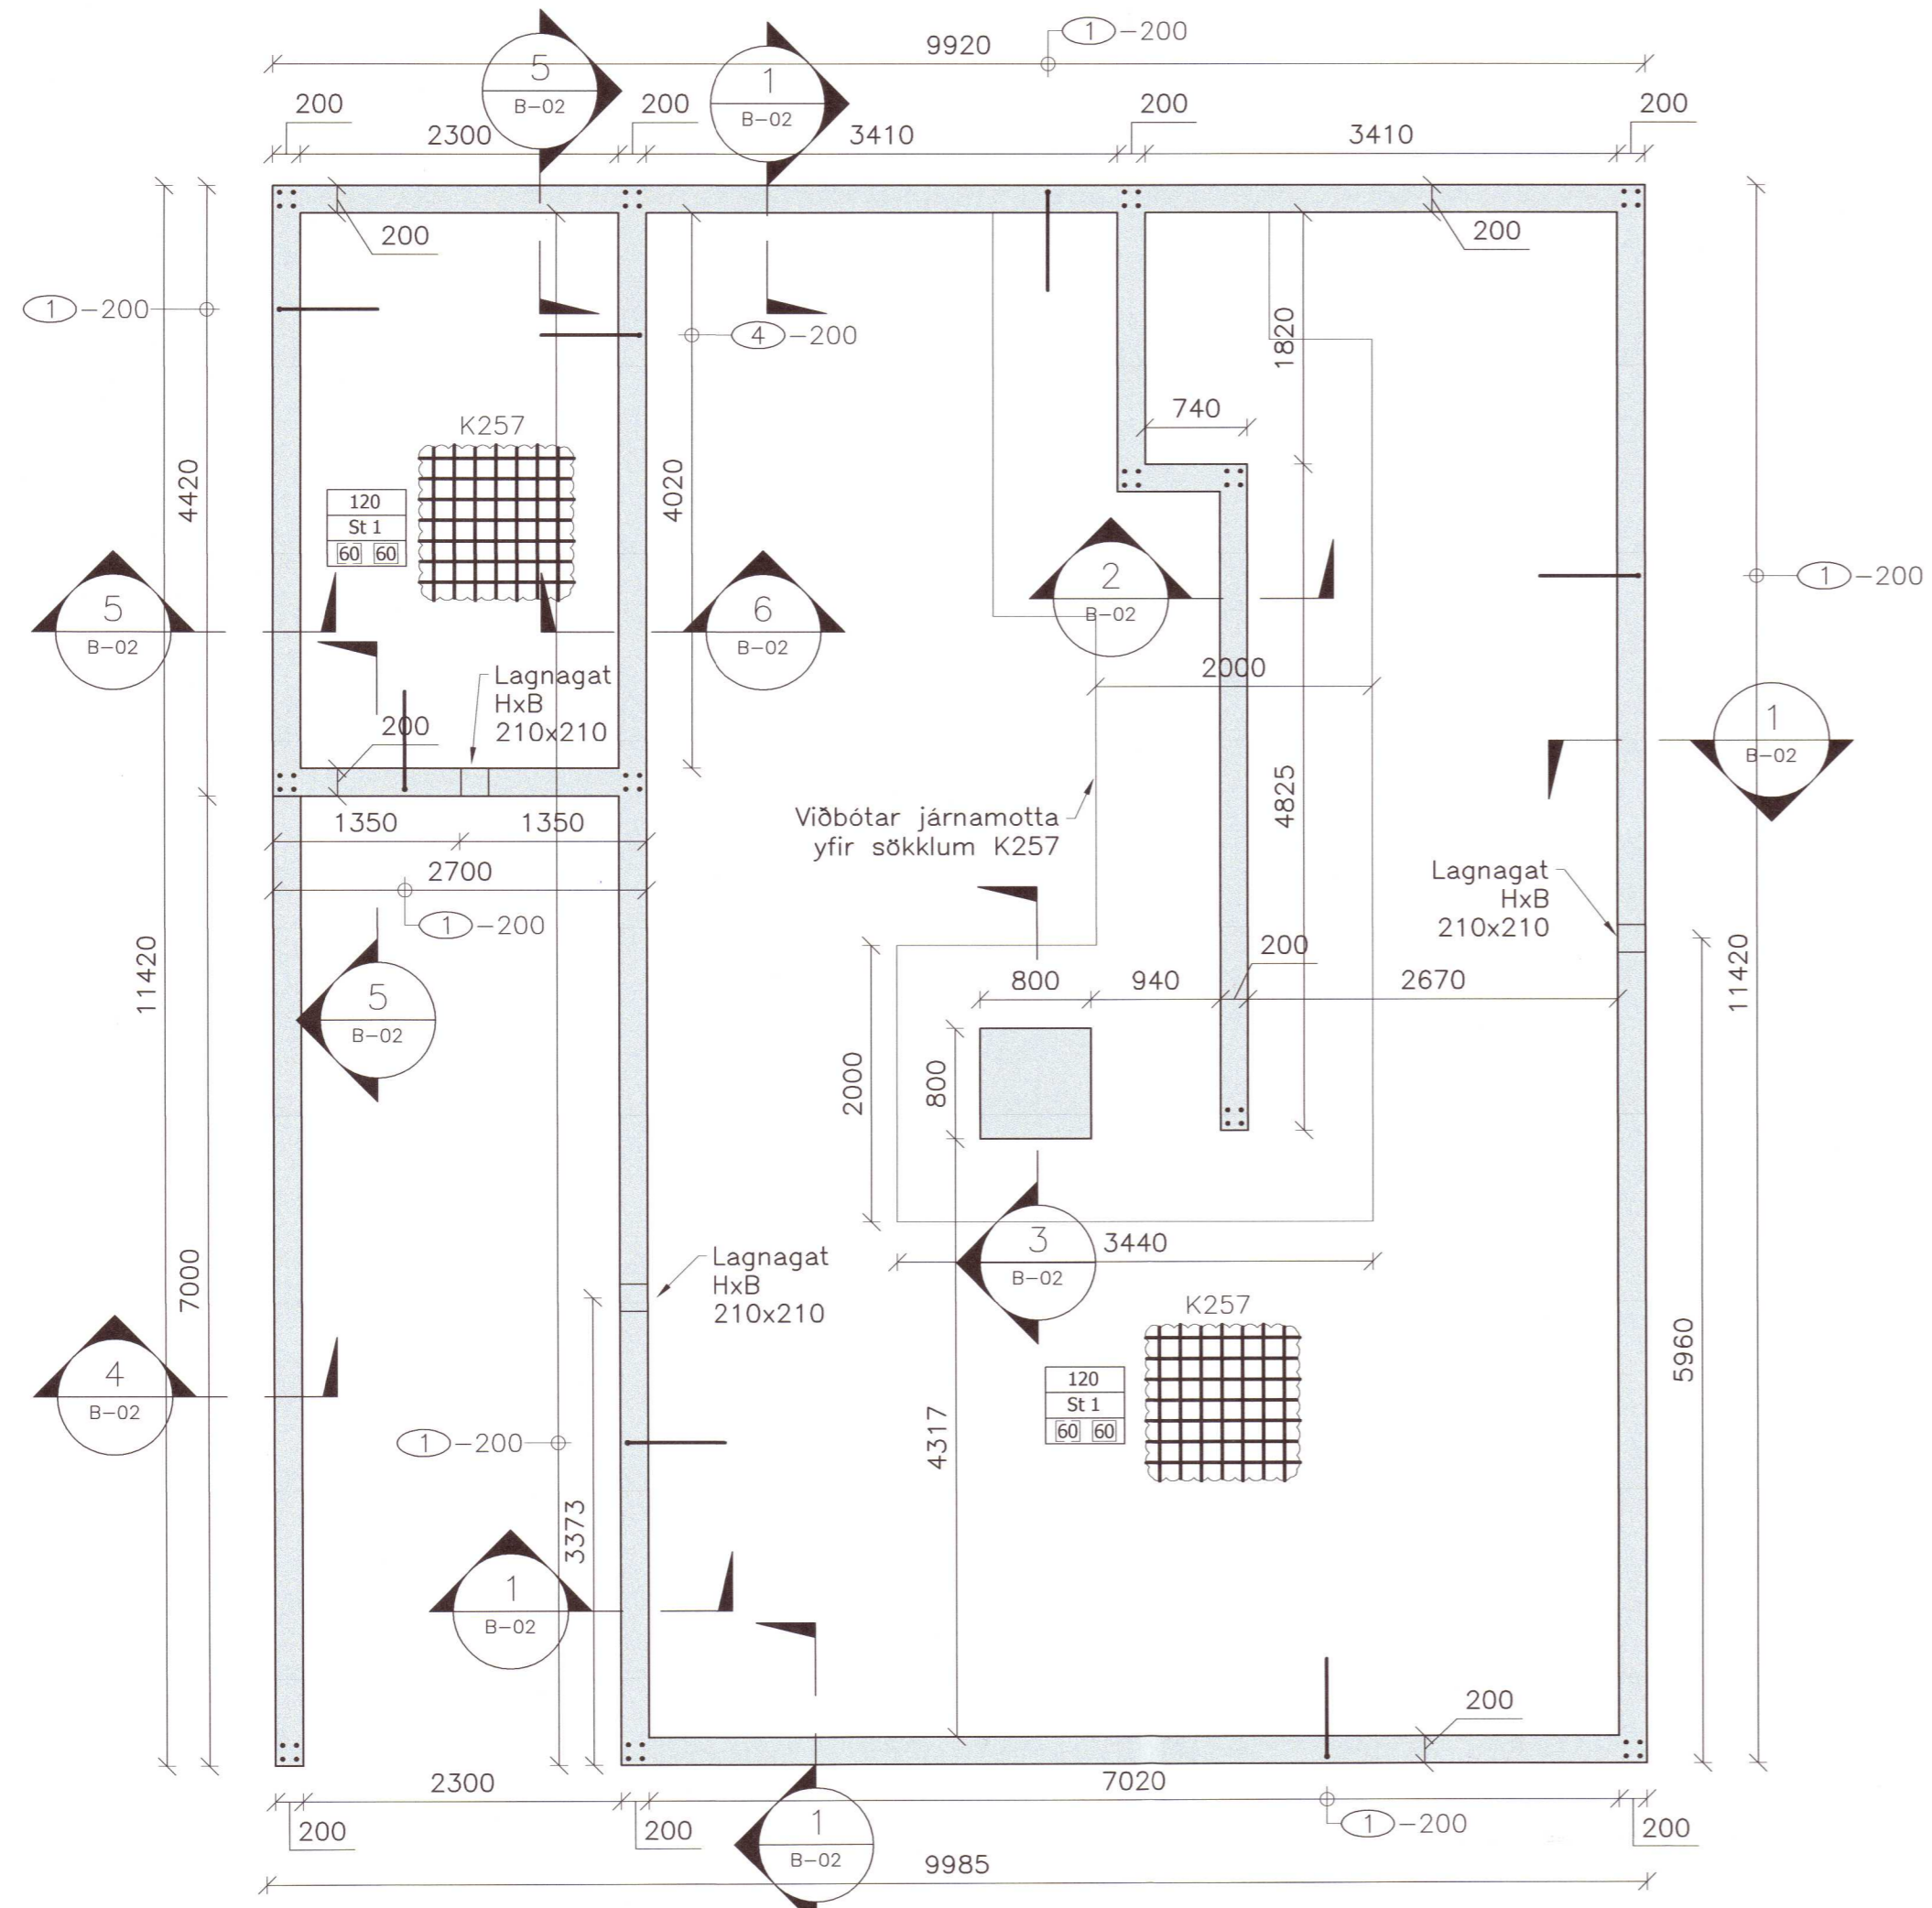 1 -200
9920
5
B-02
1
B-02
200
200
200
200
2300
3410
3410
200
200
1 -200
4 -200
1820
740
K257
4420
4020
120
St 1
60 60
5
B-02
6
B-02
2
B-02
1 -200
2000
Lagnagat
HxB
210x210
200
1
B-02
1350
1350
Viðbótar járnamotta
yfir sökklum K257
4825
2700
1 -200
Lagnagat
HxB
210x210
11420
11420
200
5
B-02
800
940
2670
2000
800
3
B-02
3440
Lagnagat
HxB
210x210
7000
K257
5960
4
B-02
120
St 1
60 60
4317
1 -200
3373
1
B-02
200
2300
7020
200
200
1
B-02
1 -200
200
9985